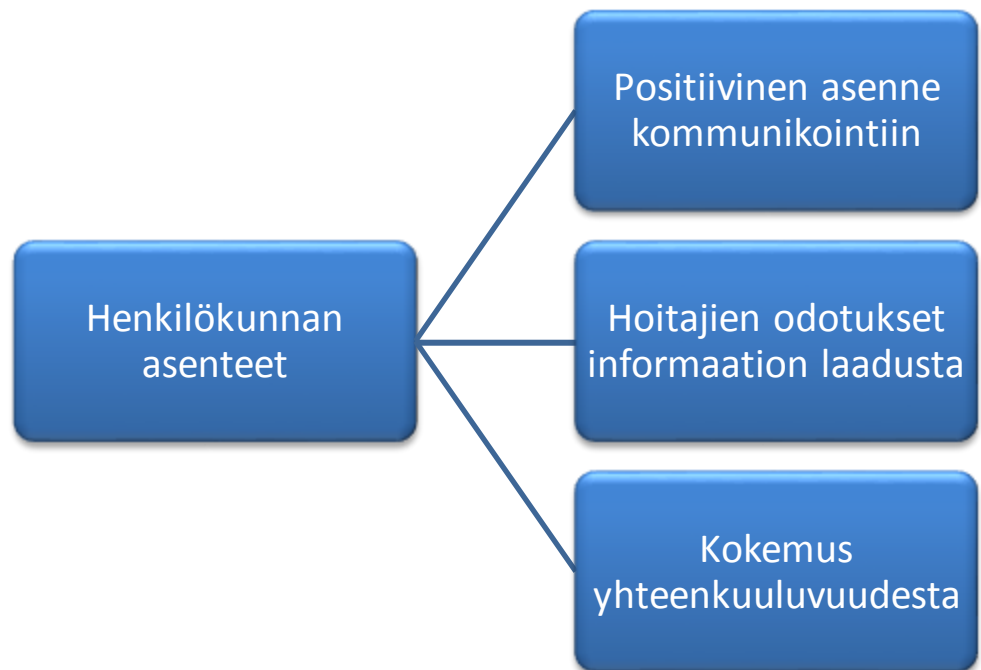 Henkilökunnan
asenteet
Positiivinen asenne
kommunikointiin
Hoitajien odotukset
informaation laadusta
Kokemus
yhteenkuuluvuudesta